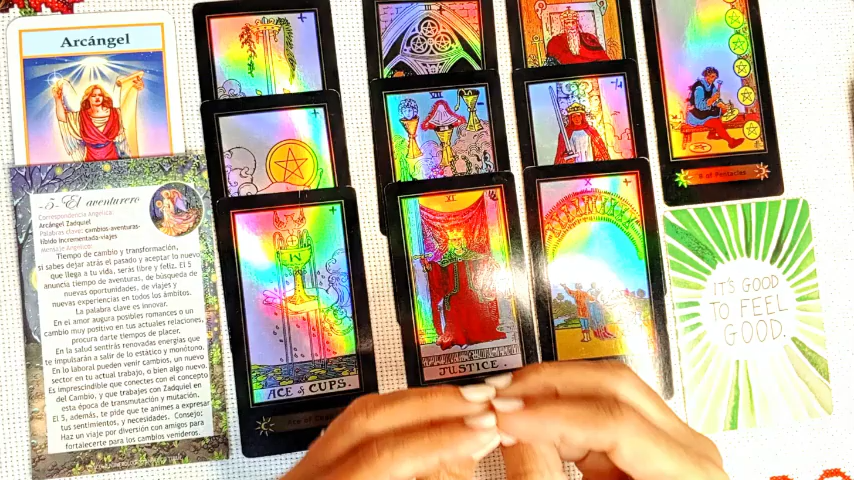 Arcángel
-5- El aventurero
Correspondencia Angélica:
Arcángel Zadquiel
Palabras clave: cambios-aventuras-
libido incrementada-viajes
Mensaje Angélico:
Tiempo de cambio y transformación,
si sabes dejar atrás el pasado y aceptar lo nuevo
que llega a tu vida, serás libre y feliz. El 5
anuncia tiempo de aventuras, de búsqueda de
nuevas oportunidades, de viajes y
nuevas experiencias en todos los ámbitos.
La palabra clave es innovar.
En el amor augura posibles romances o un
cambio muy positivo en tus actuales relaciones,
procura darte tiempos de placer.
En la salud sentirás renovadas energías que
te impulsarán a salir de lo estático y monótono.
En lo laboral pueden venir cambios, un nuevo
sector en tu actual trabajo, o bien algo nuevo.
Es imprescindible que conectes con el concepto
del Cambio, y que trabajes con Zadquiel en
esta época de transmutación y mutación.
El 5, además, te pide que te animes a expresar
tus sentimientos, y necesidades. Consejo:
Haz un viaje por diversión con amigos para
fortalecerte para los cambios venideros.
VII
X
XI
8 of Pentacles
ACE of CUPS.
JUSTICE.
Ace of
IT'S GOOD
TO FEEL
GOOD.